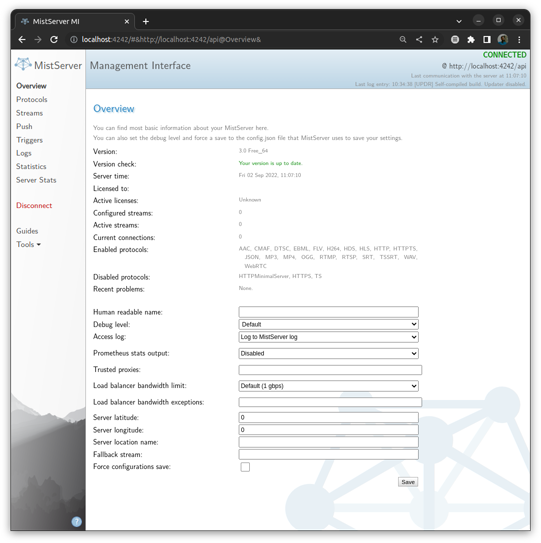 MistServer MI
localhost:4242/#&http://localhost:4242/api@Overview&
MistServer
Management Interface
CONNECTED
@ http://localhost:4242/api
Last communication with the server at 11:07:10
Last log entry: 10:34:38 [UPDR] Self-compiled build. Updater disabled.
Overview
Protocols
Streams
Push
Triggers
Logs
Statistics
Server Stats
Disconnect
Guides
Tools
Overview
You can find most basic information about your MistServer here.
You can also set the debug level and force a save to the config.json file that MistServer uses to save your settings.
Version: 3.0 Free_64
Version check: Your version is up to date.
Server time: Fri 02 Sep 2022, 11:07:10
Licensed to:
Active licenses: Unknown
Configured streams: 0
Active streams: 0
Current connections: 0
Enabled protocols: AAC, CMAF, DTSC, EBML, FLV, H264, HDS, HLS, HTTP, HTTPTS,
JSON, MP3, MP4, OGG, RTMP, RTSP, SRT, TSSRT, WAV,
WebRTC
Disabled protocols: HTTPMinimalServer, HTTPS, TS
Recent problems: None
Human readable name:
Debug level: Default
Access log: Log to MistServer log
Prometheus stats output: Disabled
Trusted proxies:
Load balancer bandwidth limit: Default (1 gbps)
Load balancer bandwidth exceptions:
Server latitude: 0
Server longitude: 0
Server location name:
Fallback stream:
Force configurations save:
Save
?